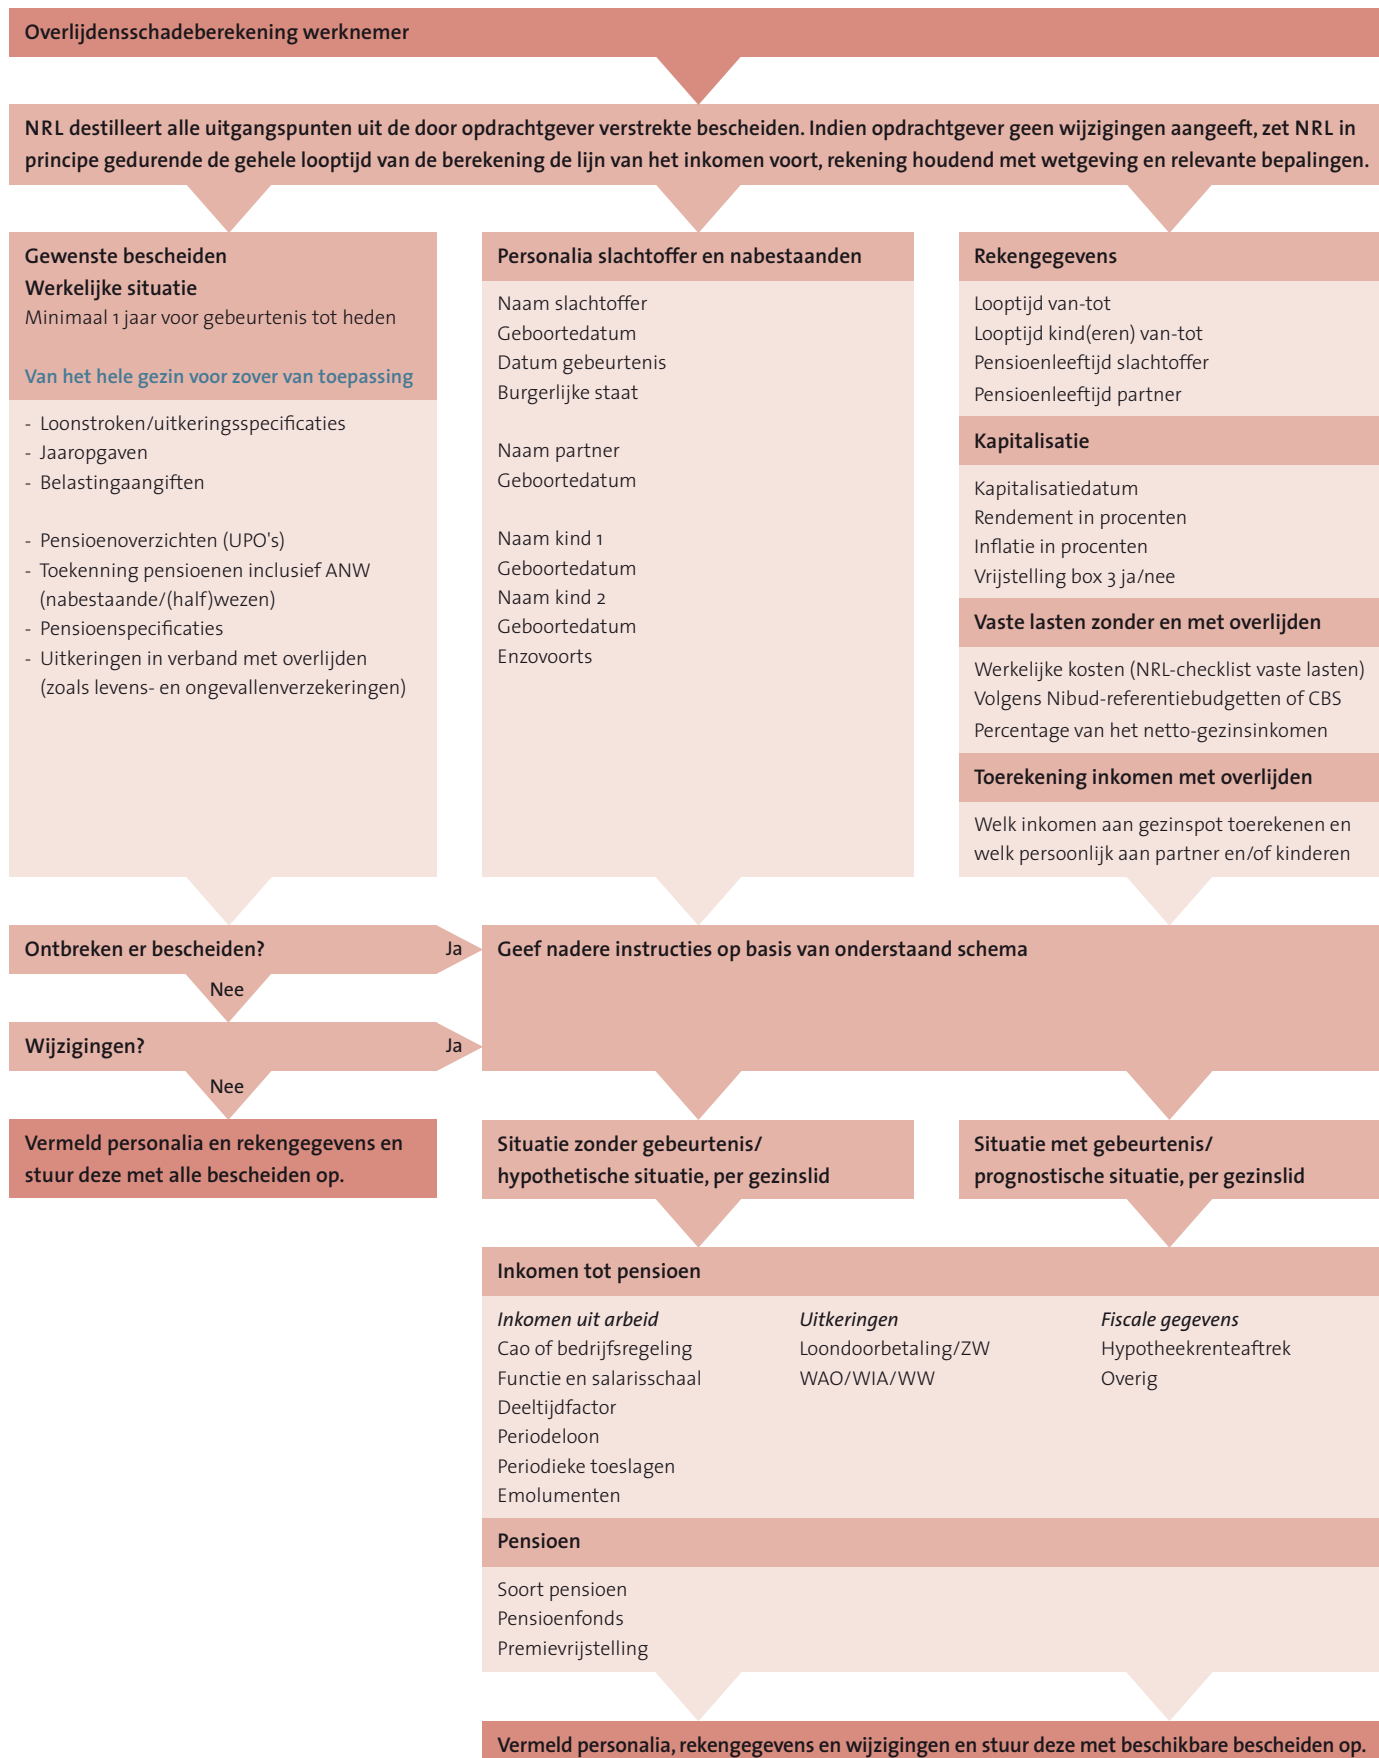 Overlijdensschadeberekening werknemer
NRL destilleert alle uitgangspunten uit de door opdrachtgever verstrekte bescheiden. Indien opdrachtgever geen wijzigingen aangeeft, zet NRL in
principe gedurende de gehele looptijd van de berekening de lijn van het inkomen voort, rekening houdend met wetgeving en relevante bepalingen.
Gewenste bescheiden
Werkelijke situatie
Minimaal 1 jaar voor gebeurtenis tot heden
Van het hele gezin voor zover van toepassing
- Loonstroken/uitkeringsspecificaties
- Jaaropgaven
- Belastingaangiften
- Pensioenoverzichten (UPO's)
- Toekenning pensioenen inclusief ANW
(nabestaande/(half)wezen)
- Pensioenspecificaties
- Uitkeringen in verband met overlijden
(zoals levens- en ongevallenverzekeringen)
Personalia slachtoffer en nabestaanden
Naam slachtoffer
Geboortedatum
Datum gebeurtenis
Burgerlijke staat
Naam partner
Geboortedatum
Naam kind 1
Geboortedatum
Naam kind 2
Geboortedatum
Enzovoorts
Rekengegevens
Looptijd van-tot
Looptijd kind(eren) van-tot
Pensioenleeftijd slachtoffer
Pensioenleeftijd partner
Kapitalisatie
Kapitalisatiedatum
Rendement in procenten
Inflatie in procenten
Vrijstelling box 3 ja/nee
Vaste lasten zonder en met overlijden
Werkelijke kosten (NRL-checklist vaste lasten)
Volgens Nibud-referentiebudgetten of CBS
Percentage van het netto-gezinsinkomen
Toerekening inkomen met overlijden
Welk inkomen aan gezinspot toerekenen en
welk persoonlijk aan partner en/of kinderen
Ontbreken er bescheiden?
Ja
Geef nadere instructies op basis van onderstaand schema
Nee
Wijzigingen?
Ja
Nee
Vermeld personalia en rekengegevens en
stuur deze met alle bescheiden op.
Situatie zonder gebeurtenis/
hypothetische situatie, per gezinslid
Situatie met gebeurtenis/
prognostische situatie, per gezinslid
Inkomen tot pensioen
Inkomen uit arbeid
Cao of bedrijfsregeling
Functie en salarisschaal
Deeltijdfactor
Periodeloon
Periodieke toeslagen
Emolumenten
Uitkeringen
Loondoorbetaling/ZW
WAO/WIA/WW
Fiscale gegevens
Hypotheekrenteaftrek
Overig
Pensioen
Soort pensioen
Pensioenfonds
Premievrijstelling
Vermeld personalia, rekengegevens en wijzigingen en stuur deze met beschikbare bescheiden op.